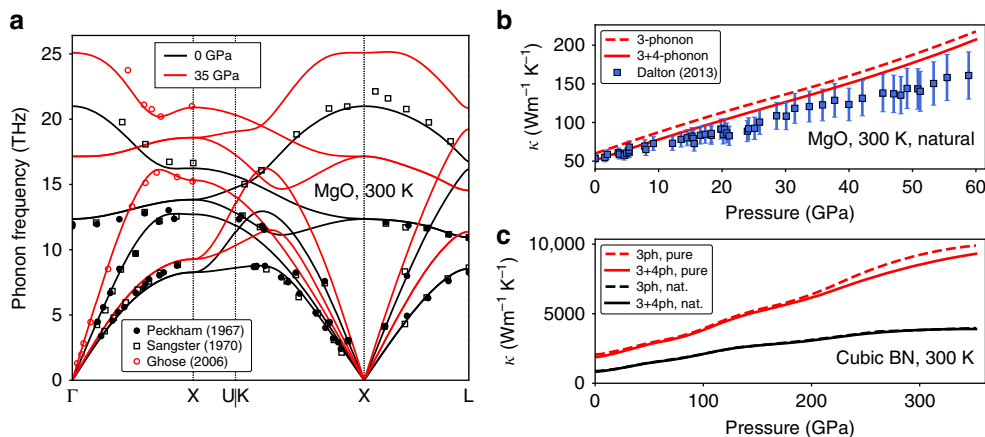 a
25
20
15
10
5
0
Phonon frequency (THz)
0 GPa
35 GPa
MgO, 300 K
Peckham (1967)
Sangster (1970)
Ghose (2006)
Γ X U|K X L
b
200
150
100
50
κ (Wm⁻¹ K⁻¹)
3-phonon
3+4-phonon
Dalton (2013)
MgO, 300 K, natural
0 10 20 30 40 50 60
Pressure (GPa)
c
10,000
5000
0
κ (Wm⁻¹ K⁻¹)
3ph, pure
3+4ph, pure
3ph, nat.
3+4ph, nat.
Cubic BN, 300 K
0 100 200 300
Pressure (GPa)